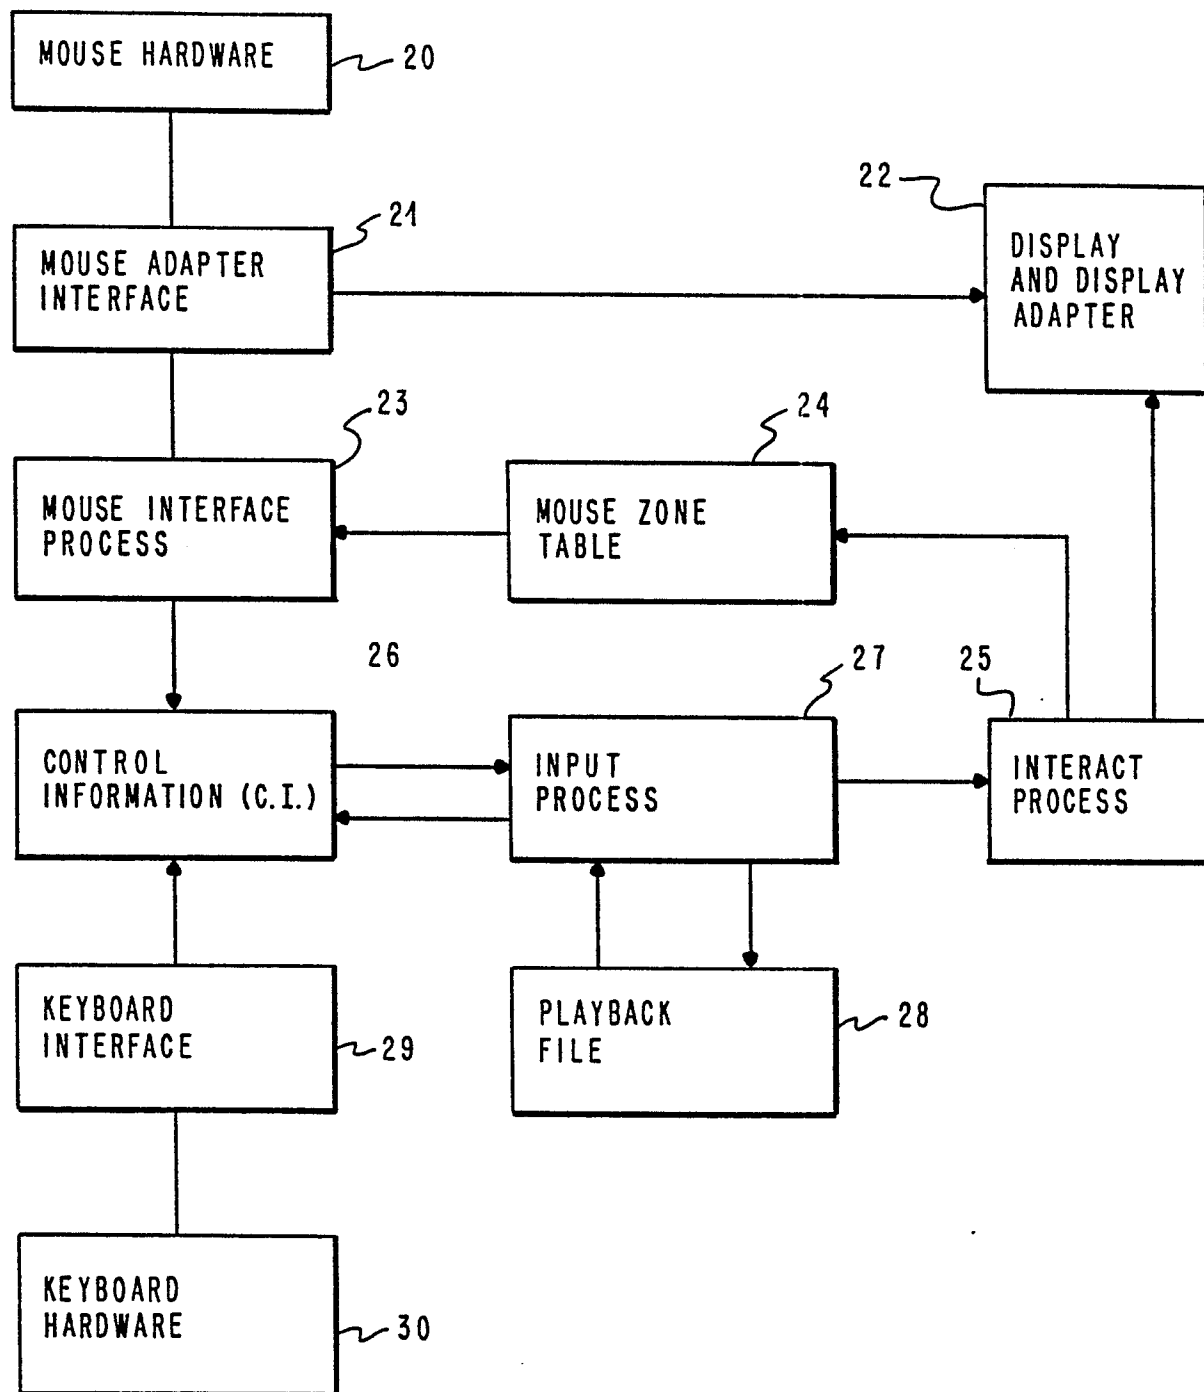 MOUSE HARDWARE
20
21
MOUSE ADAPTER
INTERFACE
22
DISPLAY
AND DISPLAY
ADAPTER
23
MOUSE INTERFACE
PROCESS
24
MOUSE ZONE
TABLE
26
CONTROL
INFORMATION (C.I.)
27
INPUT
PROCESS
25
INTERACT
PROCESS
KEYBOARD
INTERFACE
29
PLAYBACK
FILE
28
KEYBOARD
HARDWARE
30